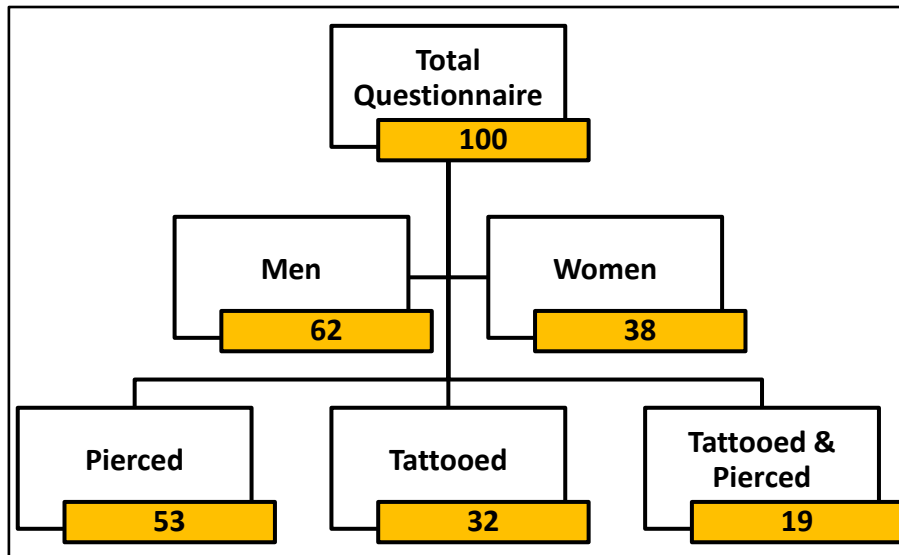 Total
Questionnaire
100
Men
62
Women
38
Pierced
53
Tattooed
32
Tattooed &
Pierced
19